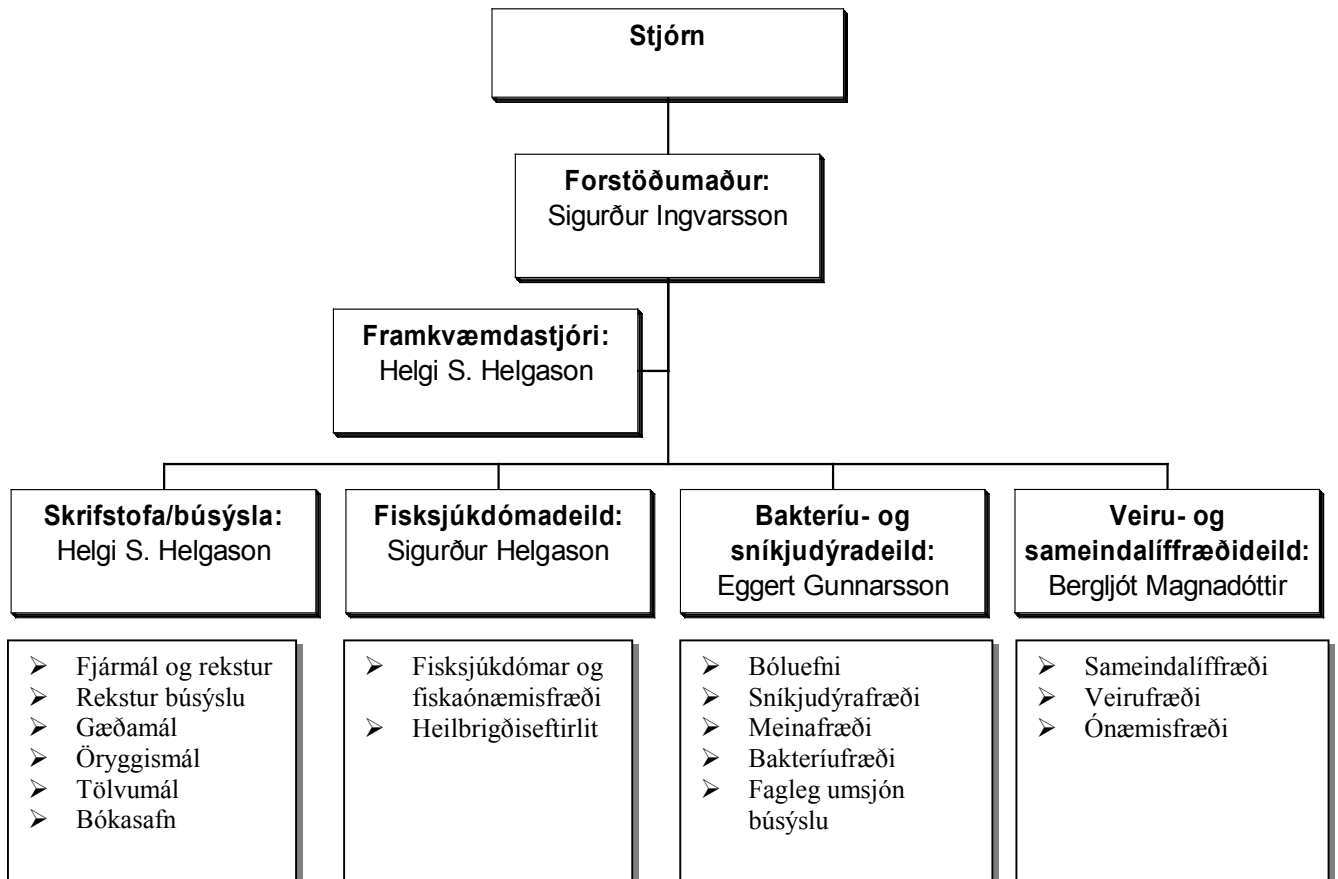 Stjórn
Forstöðumaður:
Sigurður Ingvarsson
Framkvæmdastjóri:
Helgi S. Helgason
Skrifstofa/búsýsla:
Helgi S. Helgason
Fisksjúkdómadeild:
Sigurður Helgason
Bakteríu- og
sníkjudýradeild:
Eggert Gunnarsson
Veiru- og
sameindalíffræðideild:
Bergljót Magnadóttir
➢ Fjármál og rekstur
➢ Rekstur búsýslu
➢ Gæðamál
➢ Öryggismál
➢ Tölvumál
➢ Bókasafn
➢ Fisksjúkdómar og
fiskaónæmisfræði
➢ Heilbrigðiseftirlit
➢ Bóluefni
➢ Sníkjudýrafræði
➢ Meinafræði
➢ Bakteríufræði
➢ Fagleg umsjón
búsýslu
➢ Sameindalíffræði
➢ Veirufræði
➢ Ónæmisfræði